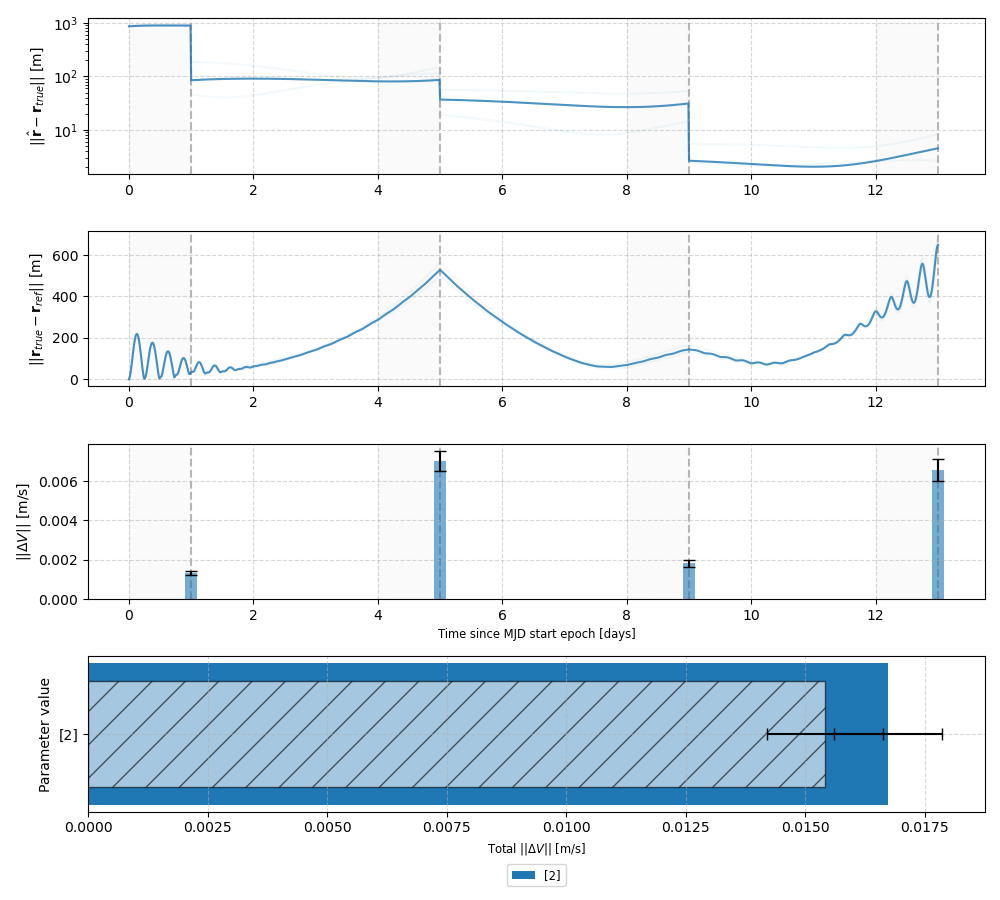 ||r̂ − r_true|| [m]
10³
10²
10¹
0 2 4 6 8 10 12
||r_true − r_ref|| [m]
600
400
200
0
0 2 4 6 8 10 12
||ΔV|| [m/s]
0.006
0.004
0.002
0.000
0 2 4 6 8 10 12
Time since MJD start epoch [days]
Parameter value
[2]
0.0000 0.0025 0.0050 0.0075 0.0100 0.0125 0.0150 0.0175
Total ||ΔV|| [m/s]
[2]